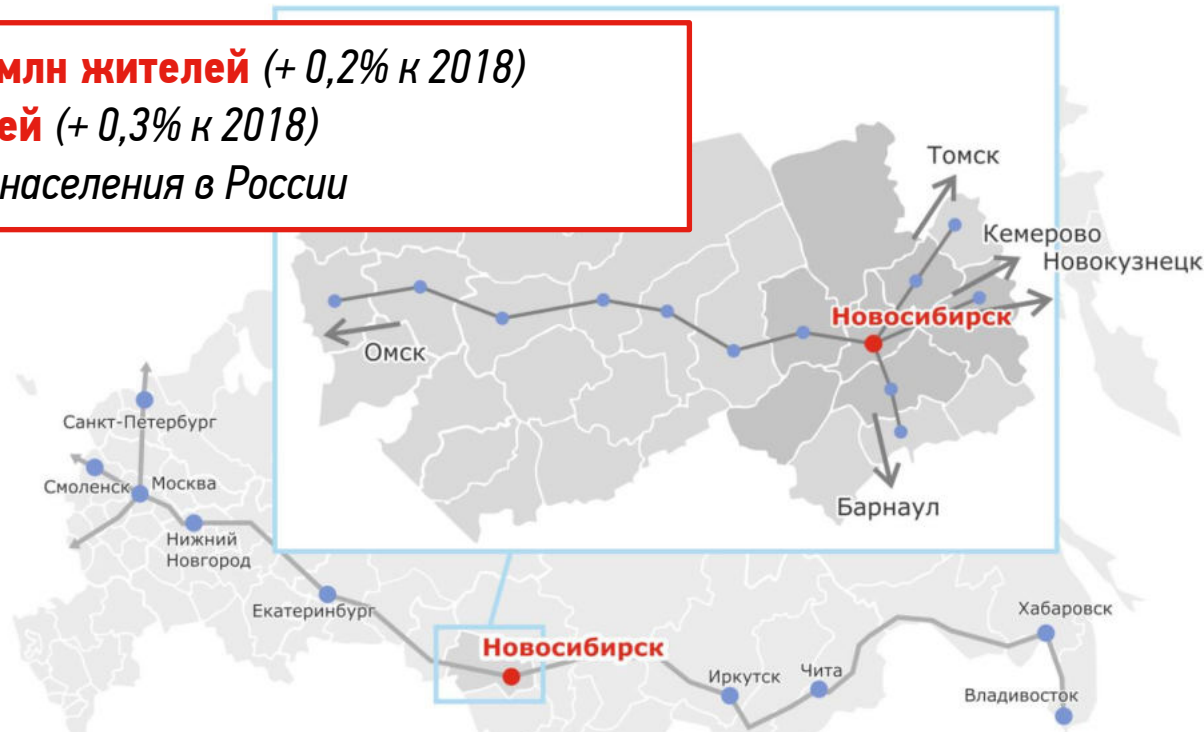 млн жителей (+ 0,2% к 2018)
ей (+ 0,3% к 2018)
населения в России
Томск
Кемерово
Новокузнецк
Новосибирск
Омск
Барнаул
Санкт-Петербург
Смоленск
Москва
Нижний
Новгород
Екатеринбург
Новосибирск
Иркутск
Чита
Хабаровск
Владивосток